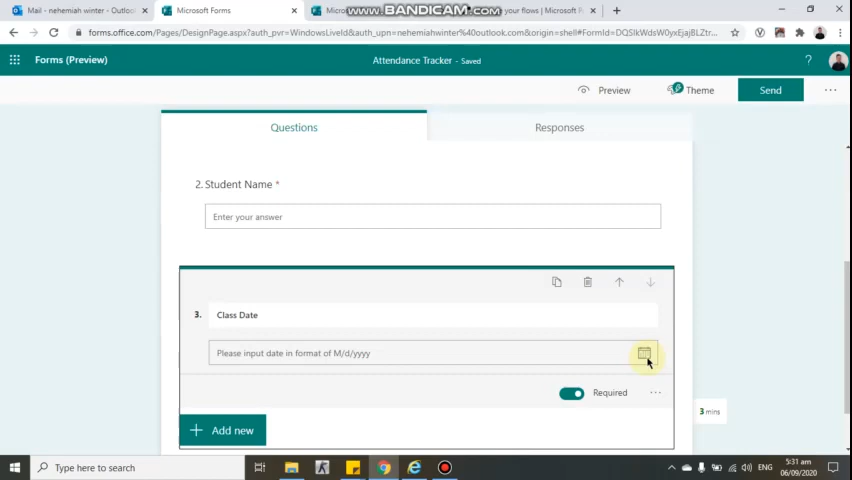 Mail - nehemiah winter - Outloo
Microsoft Forms
Micro
your flows | Microsoft P
www.BANDICAM.com
forms.office.com/Pages/DesignPage.aspx?auth_pvr=WindowsLiveId&auth_upn=nehemiahwinter%40outlook.com&origin=shell#FormId=DQSIkWdsW0yxEjajBLZtr...
Forms (Preview)
Attendance Tracker - Saved
?
Preview
Theme
Send
Questions
Responses
2. Student Name *
Enter your answer
3. Class Date
Please input date in format of M/d/yyyy
Required
3 mins
Add new
Type here to search
ENG
5:31 am
06/09/2020